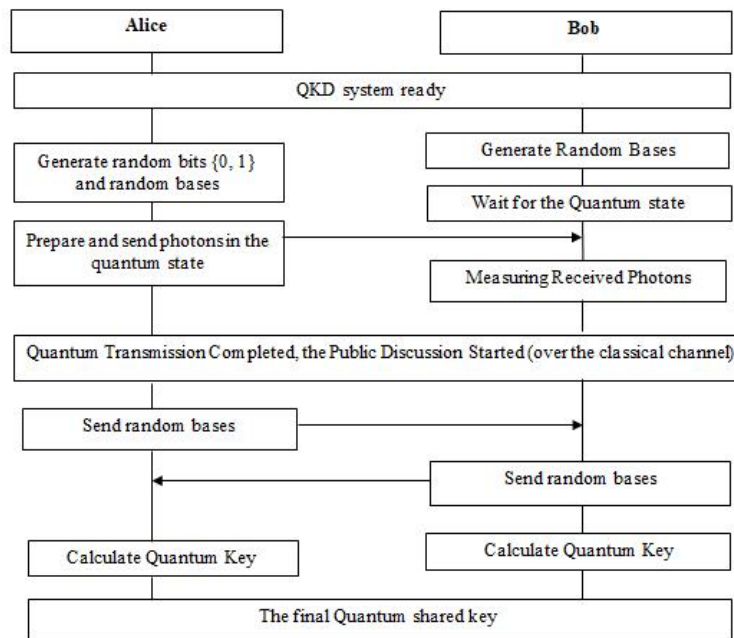 Alice
Bob
QKD system ready
Generate random bits {0, 1}
and random bases
Generate Random Bases
Wait for the Quantum state
Prepare and send photons in the
quantum state
Measuring Received Photons
Quantum Transmission Completed, the Public Discussion Started (over the classical channel)
Send random bases
Send random bases
Calculate Quantum Key
Calculate Quantum Key
The final Quantum shared key